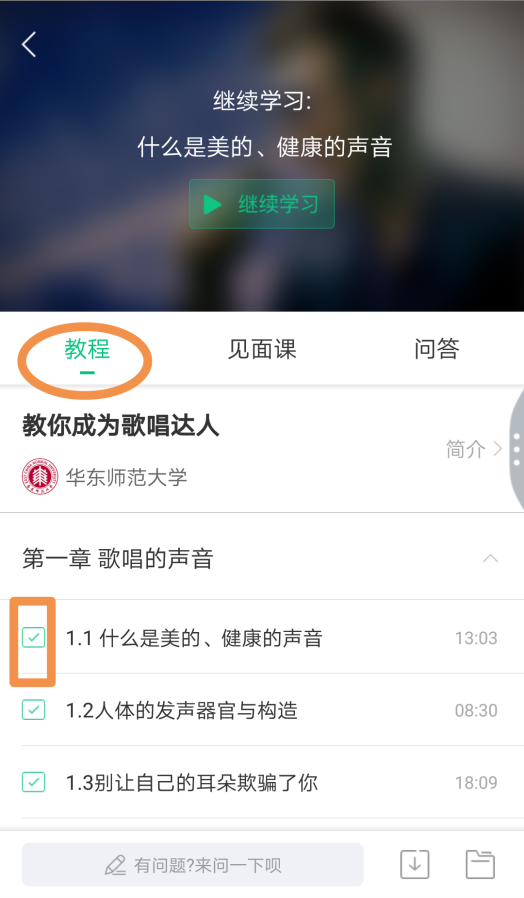 继续学习:
什么是美的、健康的声音
继续学习
教程 见面课 问答
教你成为歌唱达人
简介
华东师范大学
第一章 歌唱的声音
1.1 什么是美的、健康的声音 13:03
1.2人体的发声器官与构造 08:30
1.3别让自己的耳朵欺骗了你 18:09
有问题?来问一下呗